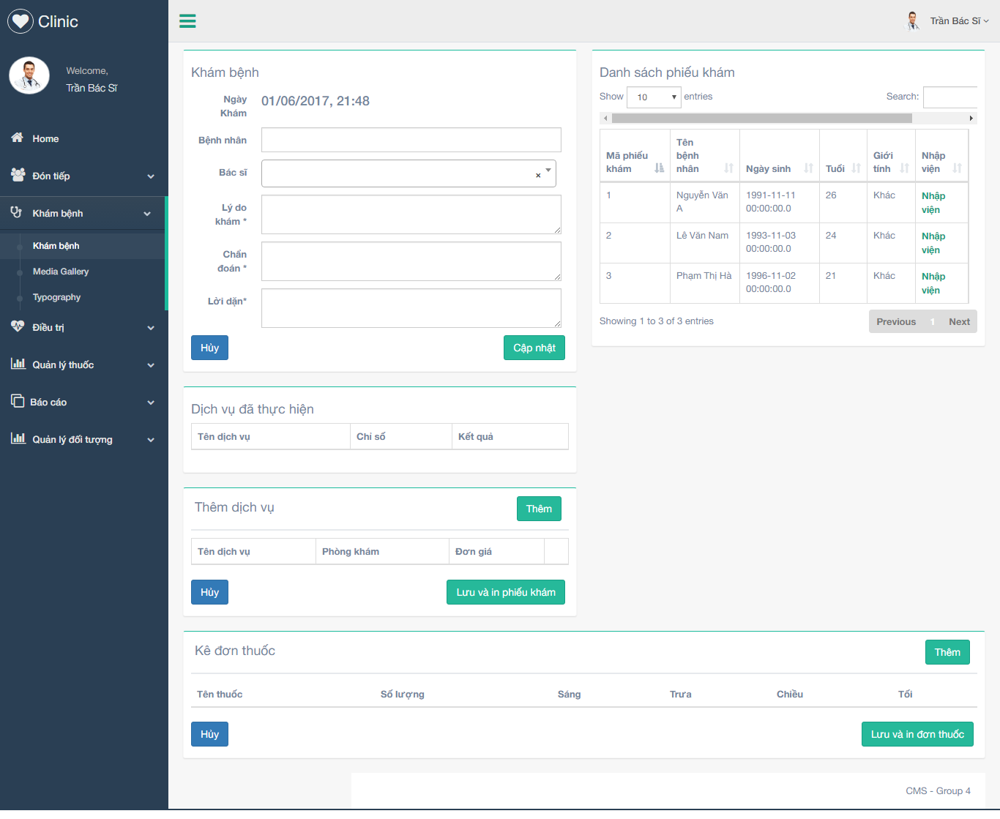 Clinic
Welcome,
Trần Bác Sĩ
Home
Đón tiếp
Khám bệnh
Khám bệnh
Media Gallery
Typography
Điều trị
Quản lý thuốc
Báo cáo
Quản lý đối tượng
Trần Bác Sĩ
Khám bệnh
Ngày
Khám
01/06/2017, 21:48
Bệnh nhân
Bác sĩ
×
Lý do
khám *
Chẩn
đoán *
Lời dặn*
Hủy
Cập nhật
Danh sách phiếu khám
Show 10 entries
Search:
Mã phiếu
khám
Tên
bệnh
nhân
Ngày sinh
Tuổi
Giới
tính
Nhập
viện
1
Nguyễn Văn
A
1991-11-11
00:00:00.0
26
Khác
Nhập
viện
2
Lê Văn Nam
1993-11-03
00:00:00.0
24
Khác
Nhập
viện
3
Phạm Thị Hà
1996-11-02
00:00:00.0
21
Khác
Nhập
viện
Showing 1 to 3 of 3 entries
Previous 1 Next
Dịch vụ đã thực hiện
Tên dịch vụ Chỉ số Kết quả
Thêm dịch vụ
Thêm
Tên dịch vụ Phòng khám Đơn giá
Hủy
Lưu và in phiếu khám
Kê đơn thuốc
Thêm
Tên thuốc Số lượng Sáng Trưa Chiều Tối
Hủy
Lưu và in đơn thuốc
CMS - Group 4